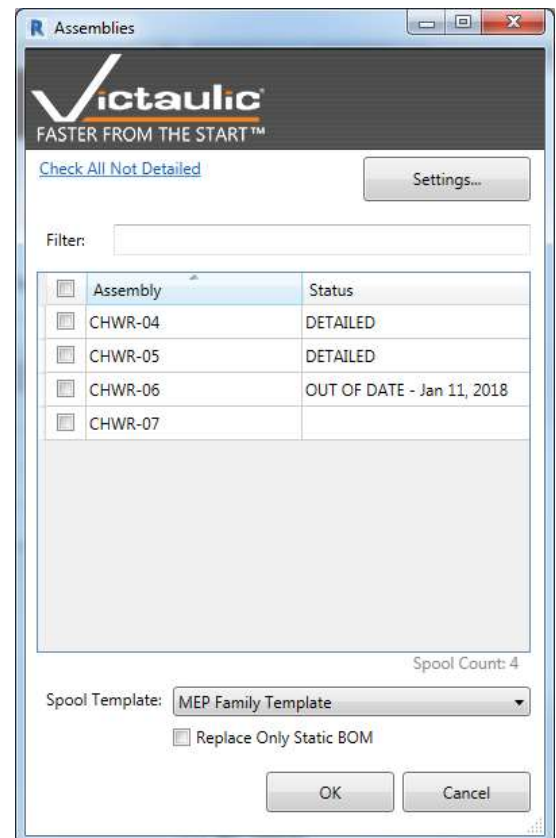 Assemblies
Victaulic
FASTER FROM THE START™
Check All Not Detailed
Settings...
Filter:
Assembly Status
CHWR-04 DETAILED
CHWR-05 DETAILED
CHWR-06 OUT OF DATE - Jan 11, 2018
CHWR-07
Spool Count: 4
Spool Template: MEP Family Template
Replace Only Static BOM
OK Cancel